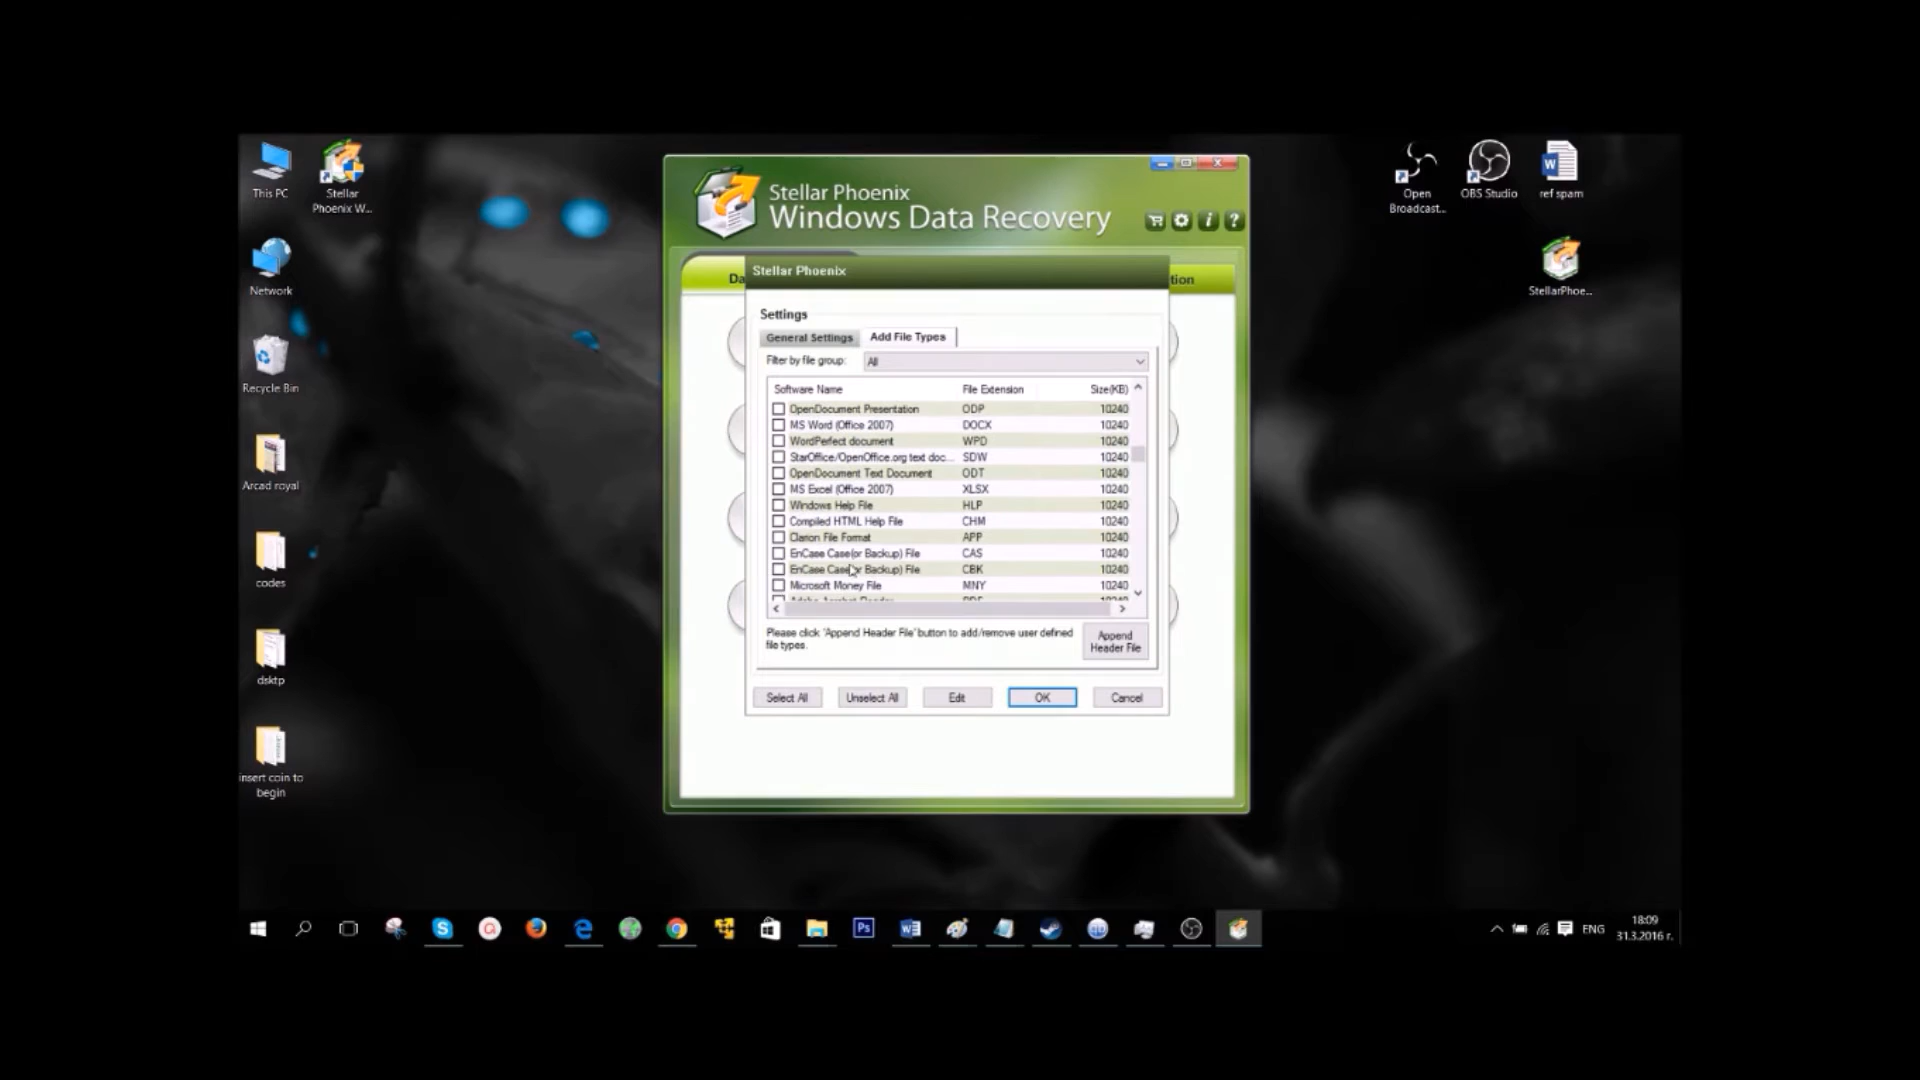 This PC
Stellar
Phoenix W...
Network
Recycle Bin
Arcad royal
codes
dsktp
insert coin to
begin
Open
Broadcast...
OBS Studio
ref spam
StellarPhoe...
Stellar Phoenix
Windows Data Recovery
Da
tion
Stellar Phoenix
Settings
General Settings
Add File Types
Filter by file group:
All
Software Name File Extension Size(KB)
OpenDocument Presentation ODP 10240
MS Word (Office 2007) DOCX 10240
WordPerfect document WPD 10240
StarOffice/OpenOffice.org text doc... SDW 10240
OpenDocument Text Document ODT 10240
MS Excel (Office 2007) XLSX 10240
Windows Help File HLP 10240
Compiled HTML Help File CHM 10240
Clarion File Format APP 10240
EnCase Case(or Backup) File CAS 10240
EnCase Case(or Backup) File CBK 10240
Microsoft Money File MNY 10240
Please click 'Append Header File' button to add/remove user defined
file types.
Append
Header File
Select All
Unselect All
Edit
OK
Cancel
ENG
18:09
31.3.2016 г.